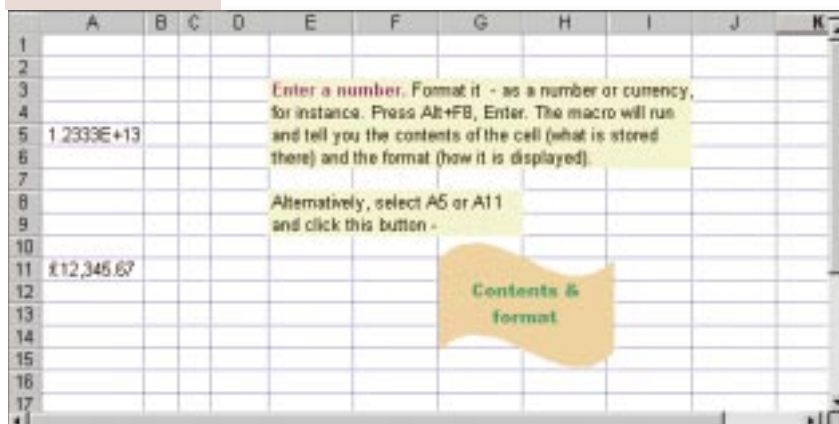 A B C D E F G H I J K
1
2
3 Enter a number. Format it - as a number or currency,
4 for instance. Press Alt+F8, Enter. The macro will run
5 1.2333E+13 and tell you the contents of the cell (what is stored
6 there) and the format (how it is displayed).
7
8 Alternatively, select A5 or A11
9 and click this button -
10
11 £12,345.67
12 Contents &
13 format
14
15
16
17